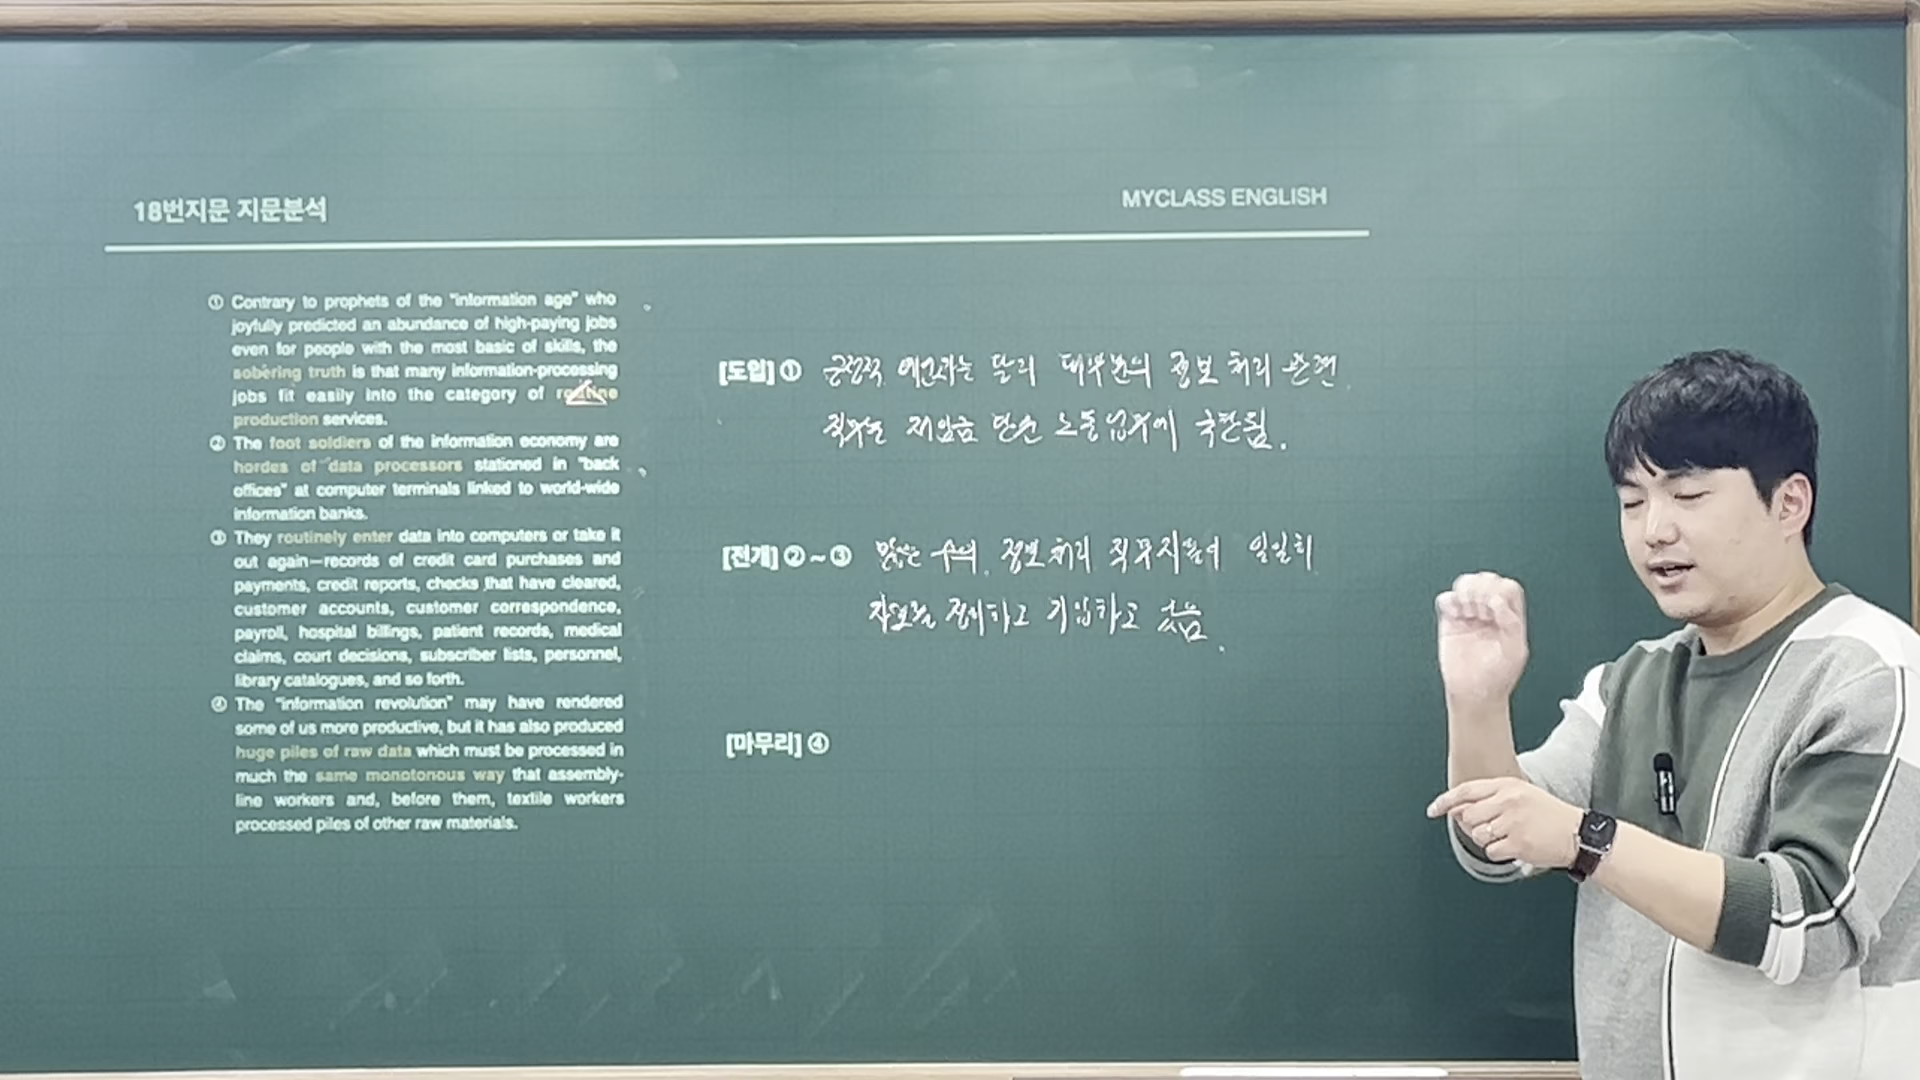 18번지문 지문분석
MYCLASS ENGLISH
① Contrary to prophets of the "information age" who
joyfully predicted an abundance of high-paying jobs
even for people with the most basic of skills, the
sobering truth is that many information-processing
jobs fit easily into the category of routine
production services.
② The foot soldiers of the information economy are
hordes of data processors stationed in "back
offices" at computer terminals linked to world-wide
information banks.
③ They routinely enter data into computers or take it
out again—records of credit card purchases and
payments, credit reports, checks that have cleared,
customer accounts, customer correspondence,
payroll, hospital billings, patient records, medical
claims, court decisions, subscriber lists, personnel,
library catalogues, and so forth.
④ The "information revolution" may have rendered
some of us more productive, but it has also produced
huge piles of raw data which must be processed in
much the same monotonous way that assembly-
line workers and, before them, textile workers
processed piles of other raw materials.
[도입] ① 긍정적 예언과는 달리 대부분의 정보 처리 관련
직무는 저임금 단순 노동 업무에 국한됨.
[전개] ② ~ ③ 많은 수의 정보 처리 직무자들이 일일히
자료를 정리하고 기입하고 있음.
[마무리] ④